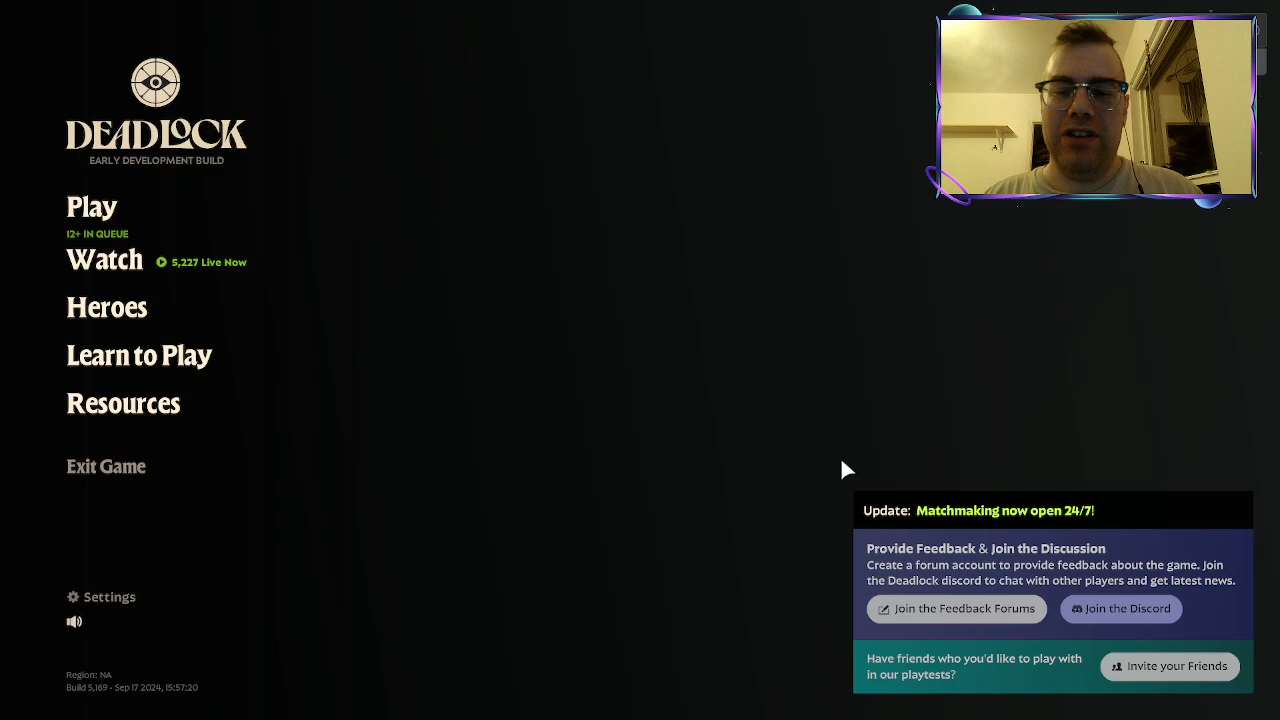 DEADLOCK
EARLY DEVELOPMENT BUILD
Play
12+ IN QUEUE
Watch 5,227 Live Now
Heroes
Learn to Play
Resources
Exit Game
Settings
Region: NA
Build 5,169 - Sep 17 2024, 15:57:20
Update: Matchmaking now open 24/7!
Provide Feedback & Join the Discussion
Create a forum account to provide feedback about the game. Join
the Deadlock discord to chat with other players and get latest news.
Join the Feedback Forums Join the Discord
Have friends who you'd like to play with
in our playtests?
Invite your Friends